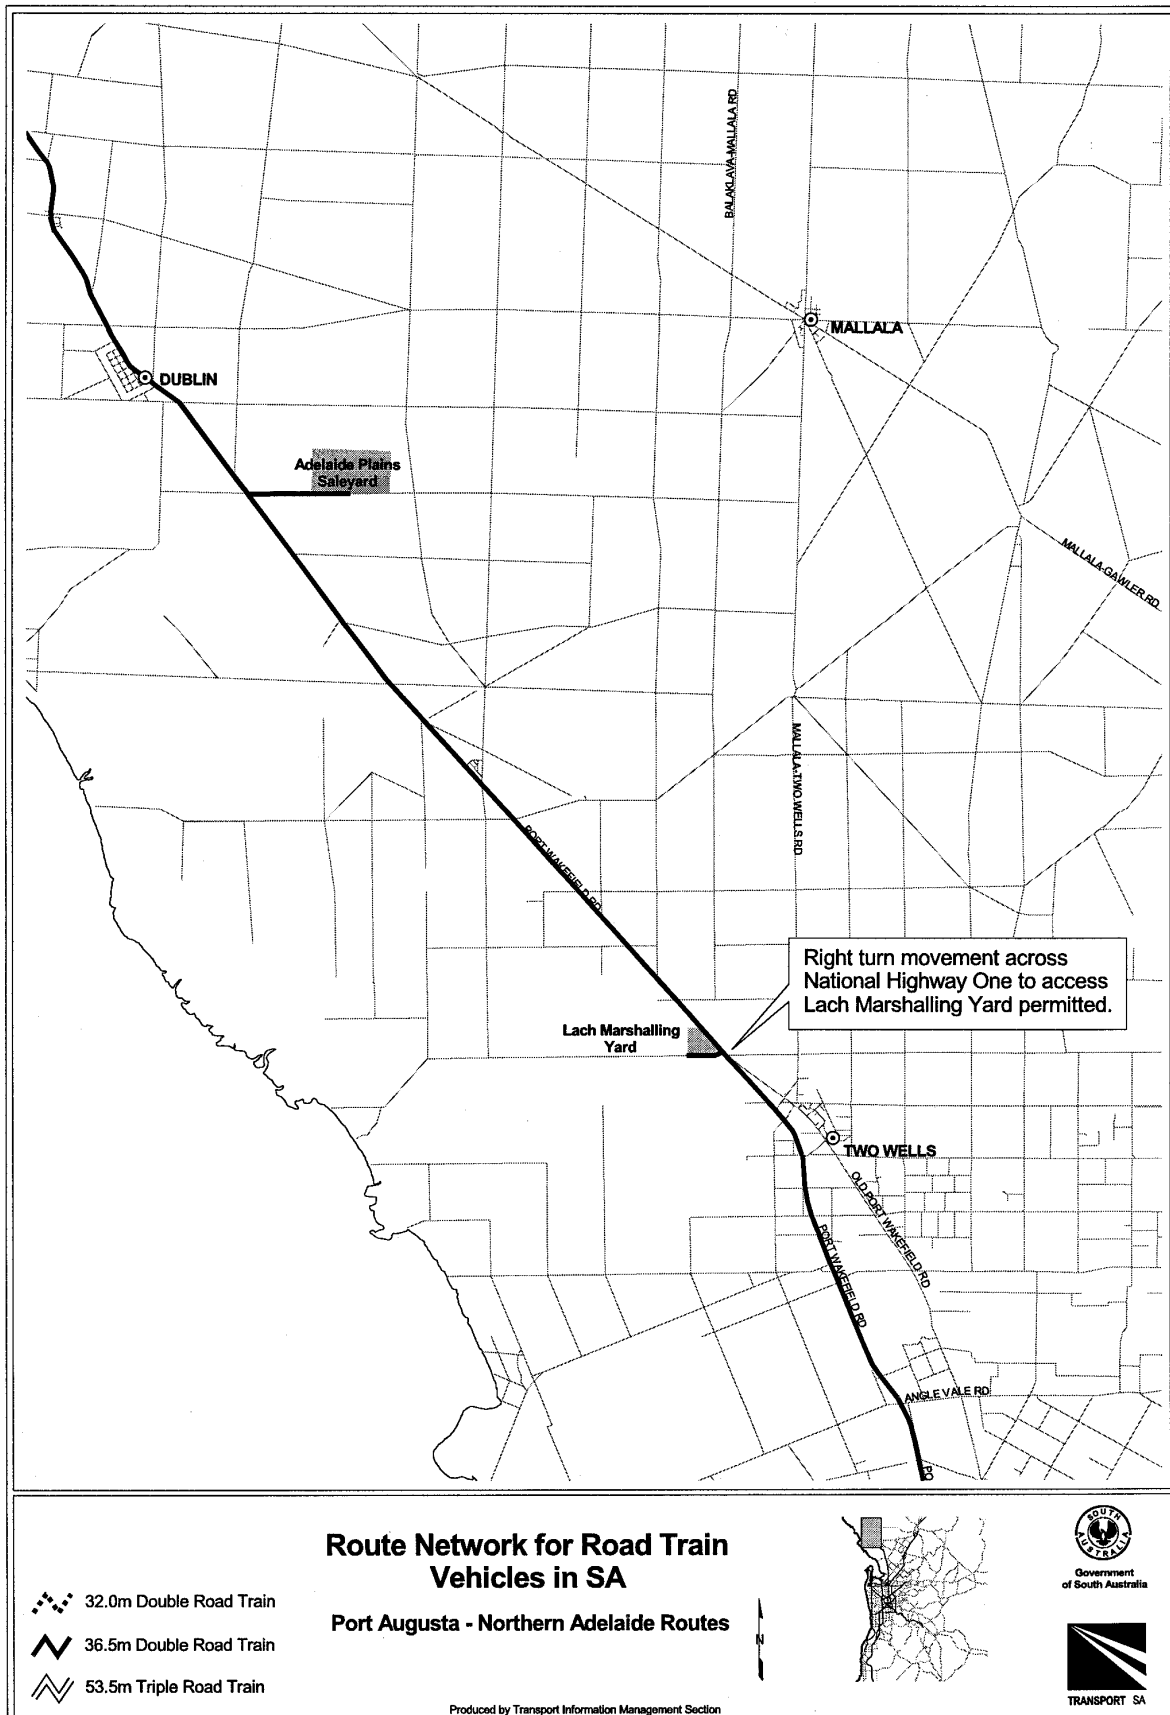 BALAKLAVA-MALLALA RD
MALLALA
DUBLIN
Adelaide Plains
Saleyard
MALLALA-GAWLER RD
MALLALA-TWO WELLS RD
PORT WAKEFIELD RD
Right turn movement across
National Highway One to access
Lach Marshalling Yard permitted.
Lach Marshalling
Yard
TWO WELLS
OLD PORT WAKEFIELD RD
PORT WAKEFIELD RD
ANGLE VALE RD
PO
Route Network for Road Train
Vehicles in SA
Port Augusta - Northern Adelaide Routes
32.0m Double Road Train
36.5m Double Road Train
53.5m Triple Road Train
N
Produced by Transport Information Management Section
SOUTH
AUSTRALIA
Government
of South Australia
TRANSPORT SA